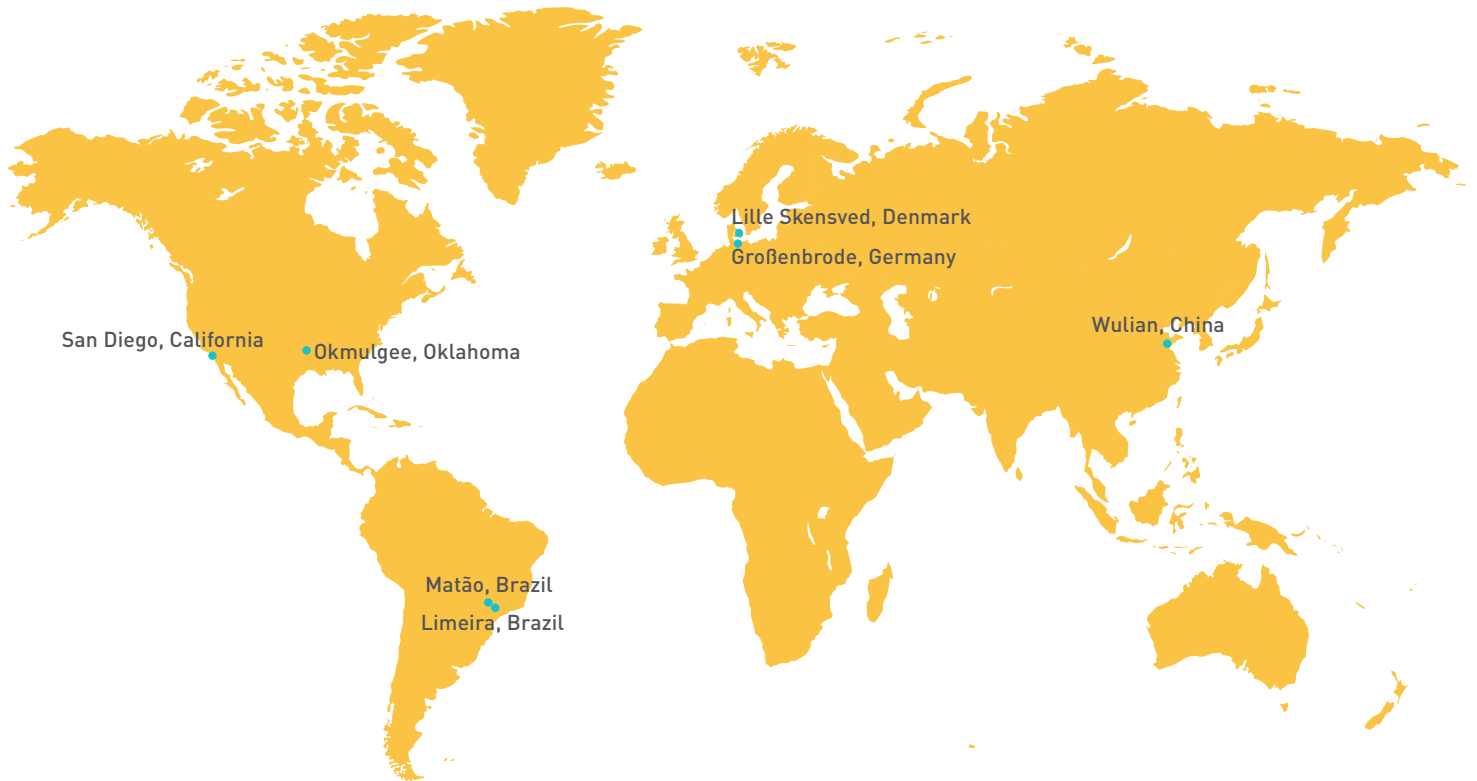 Lille Skensved, Denmark
Großenbrode, Germany
Wulian, China
San Diego, California
Okmulgee, Oklahoma
Matão, Brazil
Limeira, Brazil